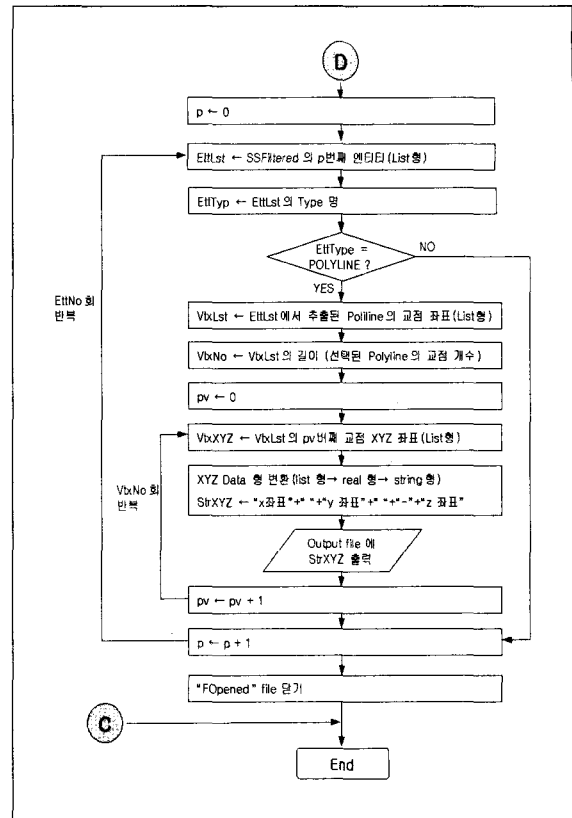 D
p ← 0
EttLst ← SSFiltered 의 p번째 엔티티(List형)
EttTyp ← EttLst의 Type 명
EttType =
POLYLINE ?
NO
YES
EttNo 회
반복
VtxLst ← EttLst에서 추출된 Poliline의 교점 좌표(List형)
VtxNo ← VtxLst의 길이 (선택된 Polyline의 교점 개수)
pv ← 0
VtxXYZ ← VtxLst의 pv버째 교점 XYZ 좌표(List형)
VtxNo 회
반복
XYZ Data 형 변환(list 형→ real 형→ string형)
StrXYZ ← "x좌표"+" "+"y 좌표"+" "+"-"+"z 좌표"
Output file 에
StrXYZ 출력
pv ← pv + 1
p ← p + 1
"FOpened" file 닫기
C
End